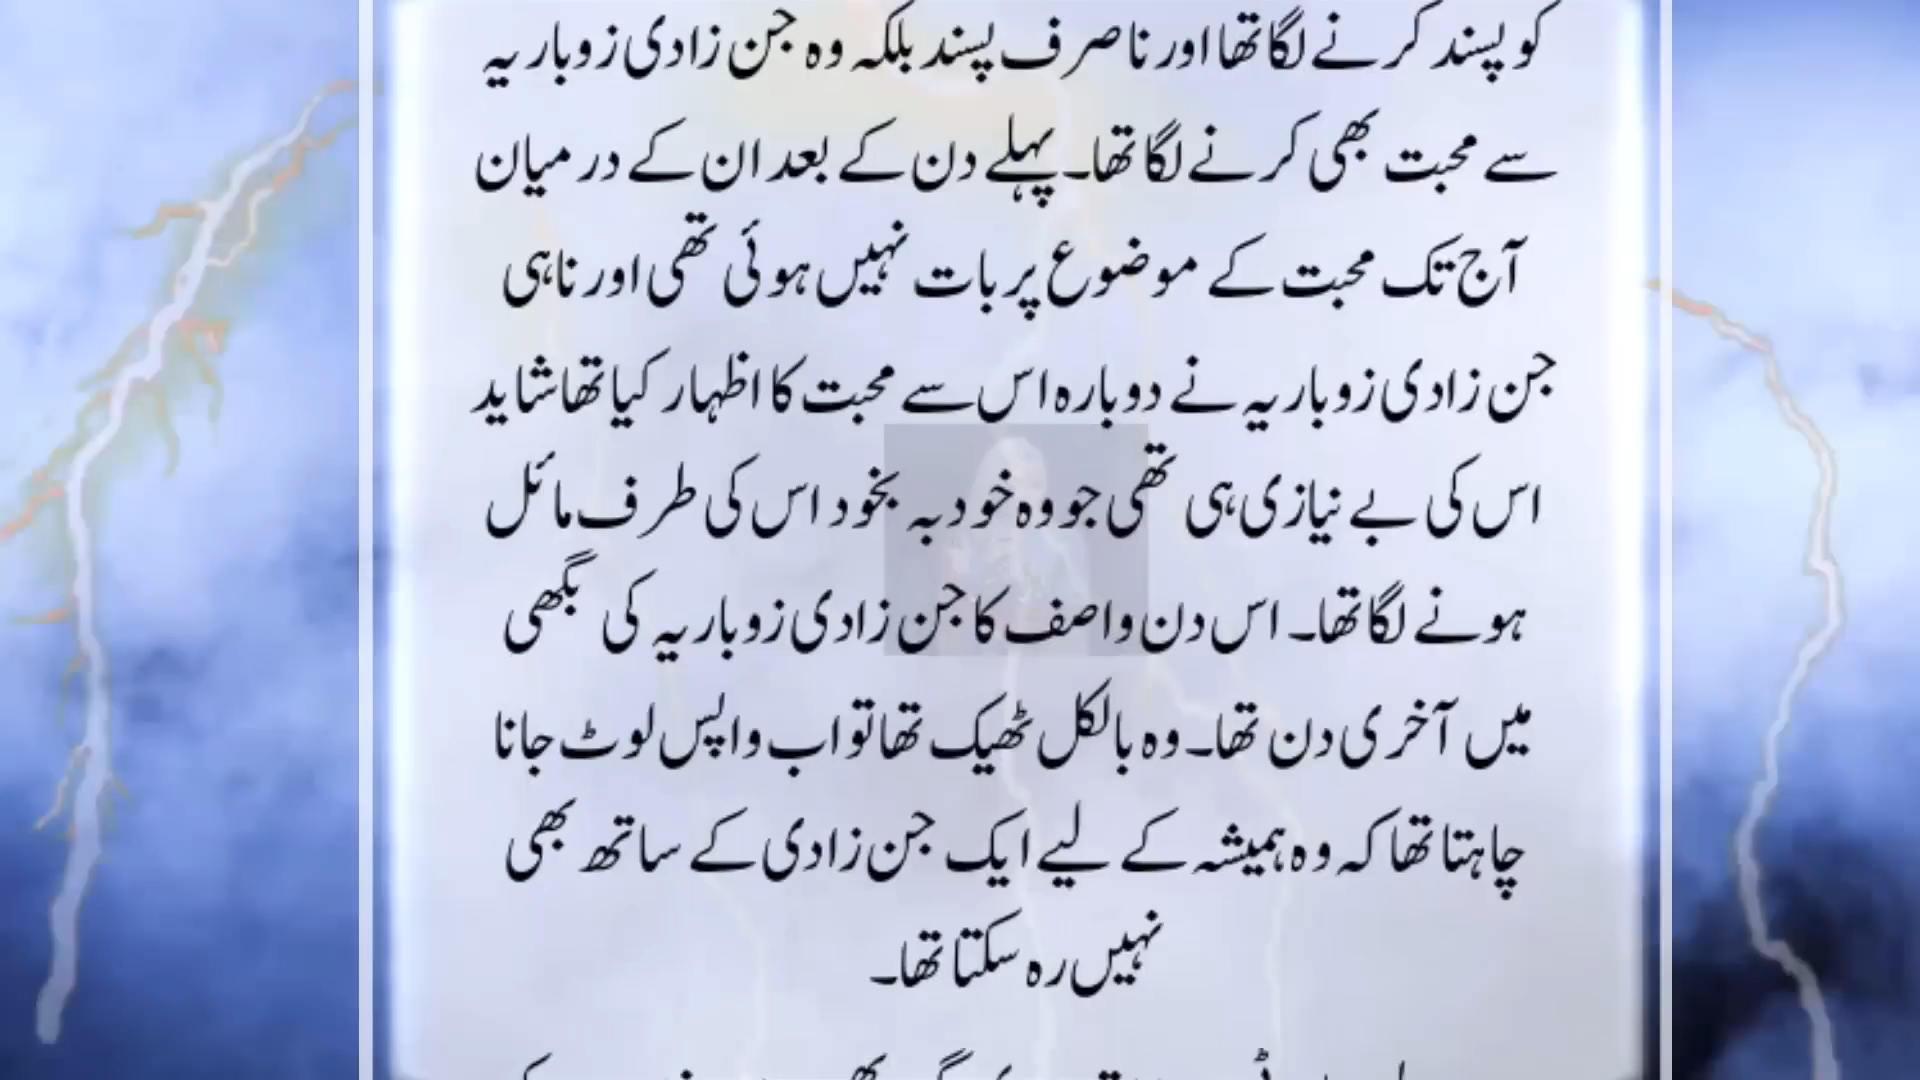 کو پسند کرنے لگا تھا اور نا صرف پسند بلکہ وہ جن زادی زوباریہ
سے محبت بھی کرنے لگا تھا۔ پہلے دن کے بعد ان کے درمیان
آج تک محبت کے موضوع پر بات نہیں ہوئی تھی اور نا ہی
جن زادی زوباریہ نے دوبارہ اس سے محبت کا اظہار کیا تھا شاید
اس کی بے نیازی ہی تھی جو وہ خود بہ بخود اس کی طرف مائل
ہونے لگا تھا۔ اس دن واصف کا جن زادی زوباریہ کی بگھی
میں آخری دن تھا۔ وہ بالکل ٹھیک تھا تو اب واپس لوٹ جانا
چاہتا تھا کہ وہ ہمیشہ کے لیے ایک جن زادی کے ساتھ بھی
نہیں رہ سکتا تھا۔